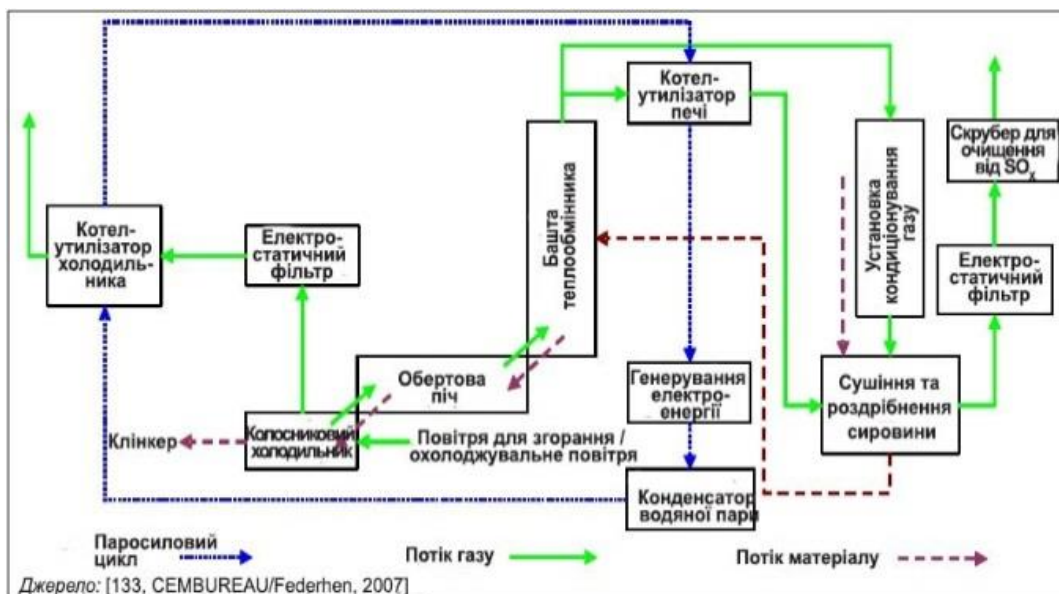 Котел-
утилізатор
печі
Скрубер для
очищення
від SOx
Башта
теплообмінника
Установка
кондиціонування
газу
Котел-
утилізатор
холодиль-
ника
Електро-
статичний
фільтр
Електро-
статичний
фільтр
Обертова
піч
Генерування
електро-
енергії
Сушіння та
роздрібнення
сировини
Клінкер
Колосниковий
холодильник
Повітря для згорання /
охолоджувальне повітря
Конденсатор
водяної пари
Паросиловий
цикл
Потік газу
Потік матеріалу
Джерело: [133, CEMBUREAU/Federhen, 2007]